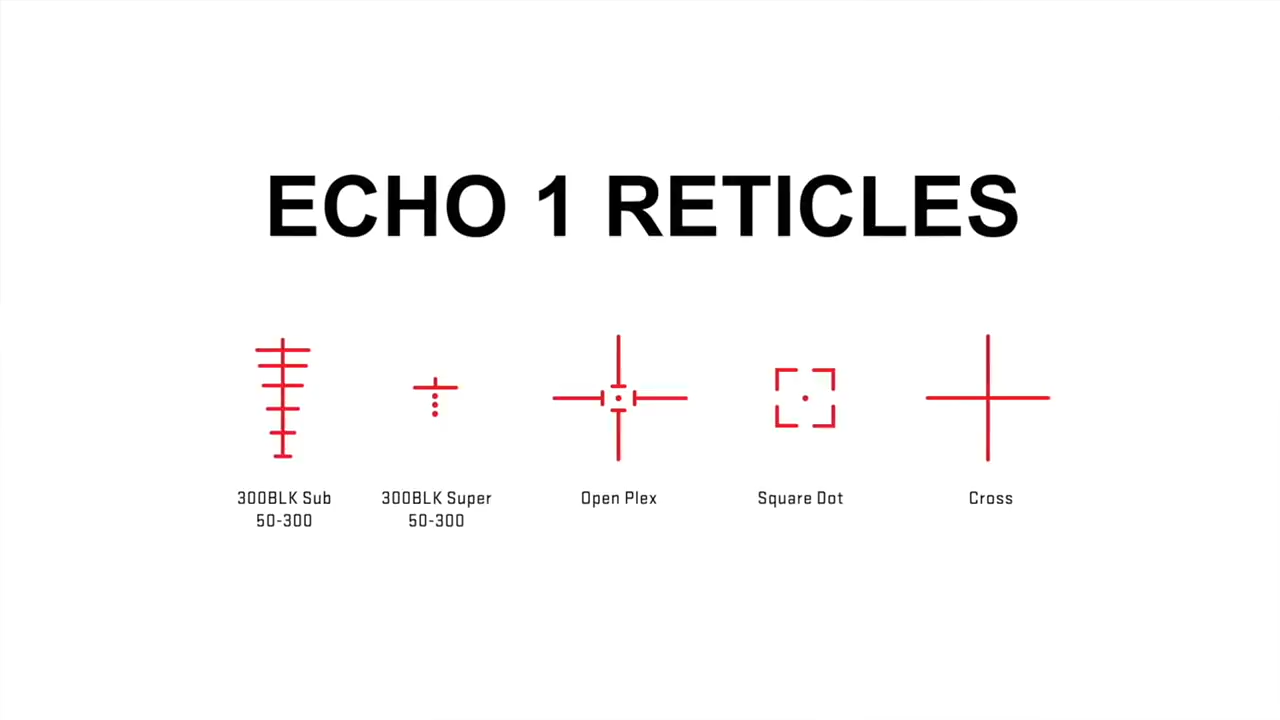 ECHO 1 RETICLES
300BLK Sub
50-300
300BLK Super
50-300
Open Plex
Square Dot
Cross